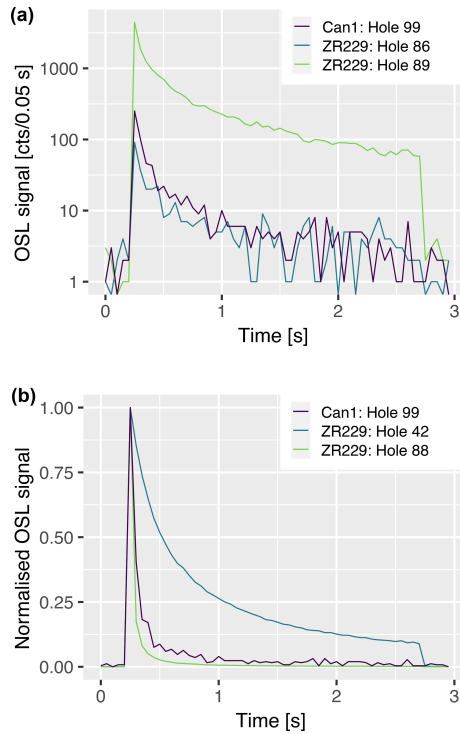 (a)
Can1: Hole 99
ZR229: Hole 86
ZR229: Hole 89
OSL signal [cts/0.05 s]
1000
100
10
1
0
1
2
3
Time [s]
(b)
Can1: Hole 99
ZR229: Hole 42
ZR229: Hole 88
Normalised OSL signal
1.00
0.75
0.50
0.25
0.00
0
1
2
3
Time [s]